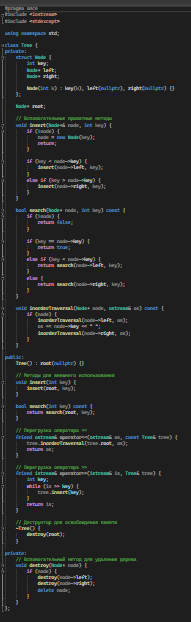 #pragma once
#include <iostream>
#include <stdexcept>
using namespace std;
class Tree {
private:
struct Node {
int key;
Node* left;
Node* right;
Node(int k) : key(k), left(nullptr), right(nullptr) {}
};
Node* root;
// Вспомогательные приватные методы
void insert(Node*& node, int key) {
if (!node) {
node = new Node(key);
return;
}
if (key < node->key) {
insert(node->left, key);
}
else if (key > node->key) {
insert(node->right, key);
}
}
bool search(Node* node, int key) const {
if (!node) {
return false;
}
if (key == node->key) {
return true;
}
else if (key < node->key) {
return search(node->left, key);
}
else {
return search(node->right, key);
}
}
void inorderTraversal(Node* node, ostream& os) const {
if (node) {
inorderTraversal(node->left, os);
os << node->key << " ";
inorderTraversal(node->right, os);
}
}
public:
Tree() : root(nullptr) {}
// Методы для внешнего использования
void insert(int key) {
insert(root, key);
}
bool search(int key) const {
return search(root, key);
}
// Перегрузка оператора <<
friend ostream& operator<<(ostream& os, const Tree& tree) {
tree.inorderTraversal(tree.root, os);
return os;
}
// Перегрузка оператора >>
friend istream& operator>>(istream& is, Tree& tree) {
int key;
while (is >> key) {
tree.insert(key);
}
return is;
}
// Деструктор для освобождения памяти
~Tree() {
destroy(root);
}
private:
// Вспомогательный метод для удаления дерева
void destroy(Node* node) {
if (node) {
destroy(node->left);
destroy(node->right);
delete node;
}
}
};